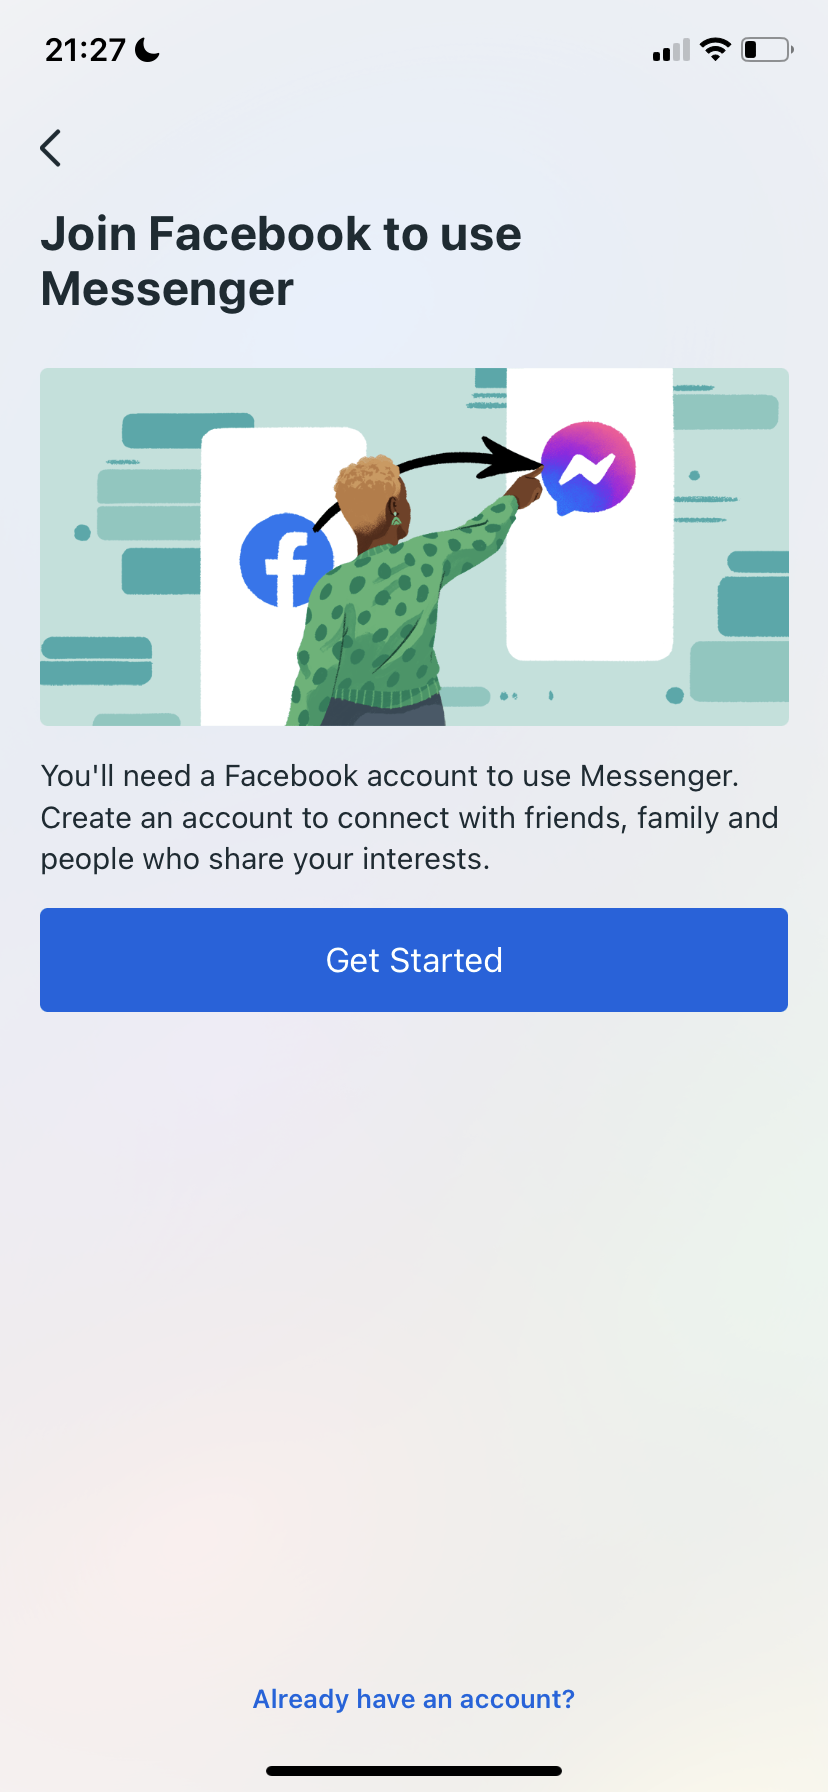 21:27
Join Facebook to use
Messenger
You'll need a Facebook account to use Messenger.
Create an account to connect with friends, family and
people who share your interests.
Get Started
Already have an account?